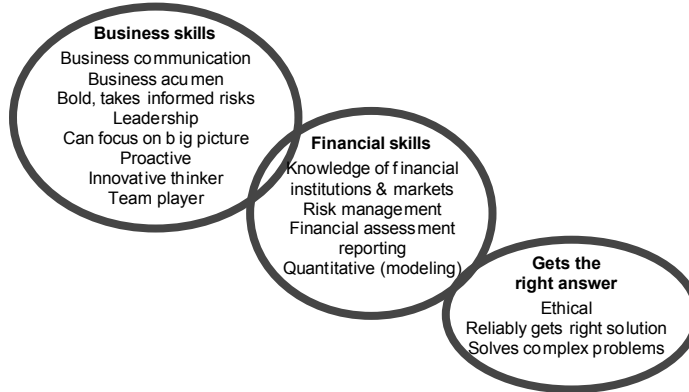 Business skills
Business communication
Business acumen
Bold, takes informed risks
Leadership
Can focus on big picture
Proactive
Innovative thinker
Team player
Financial skills
Knowledge of financial
institutions & markets
Risk management
Financial assessment
reporting
Quantitative (modeling)
Gets the
right answer
Ethical
Reliably gets right solution
Solves complex problems